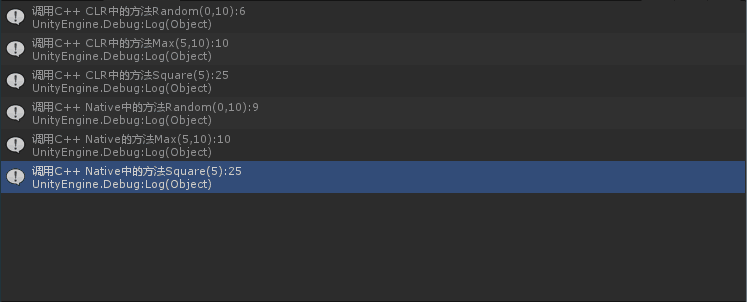 调用C++ CLR中的方法Random(0,10):6
UnityEngine.Debug:Log(Object)
调用C++ CLR中的方法Max(5,10):10
UnityEngine.Debug:Log(Object)
调用C++ CLR中的方法Square(5):25
UnityEngine.Debug:Log(Object)
调用C++ Native中的方法Random(0,10):9
UnityEngine.Debug:Log(Object)
调用C++ Native的方法Max(5,10):10
UnityEngine.Debug:Log(Object)
调用C++ Native中的方法Square(5):25
UnityEngine.Debug:Log(Object)